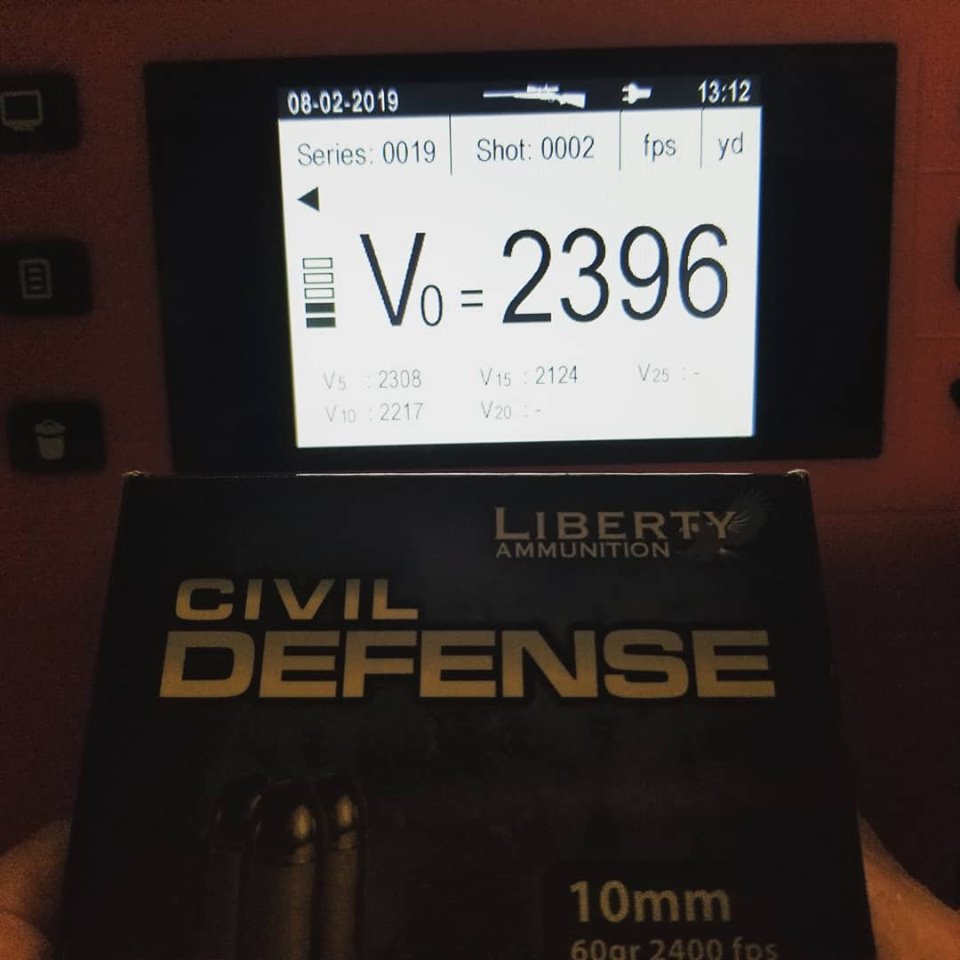 08-02-2019 13:12
Series: 0019 Shot: 0002 fps yd
V0 = 2396
V5 : 2308 V15 : 2124 V25 : -
V10 : 2217 V20 : -
LIBERTY
AMMUNITION
CIVIL
DEFENSE
10mm
60gr 2400 fps